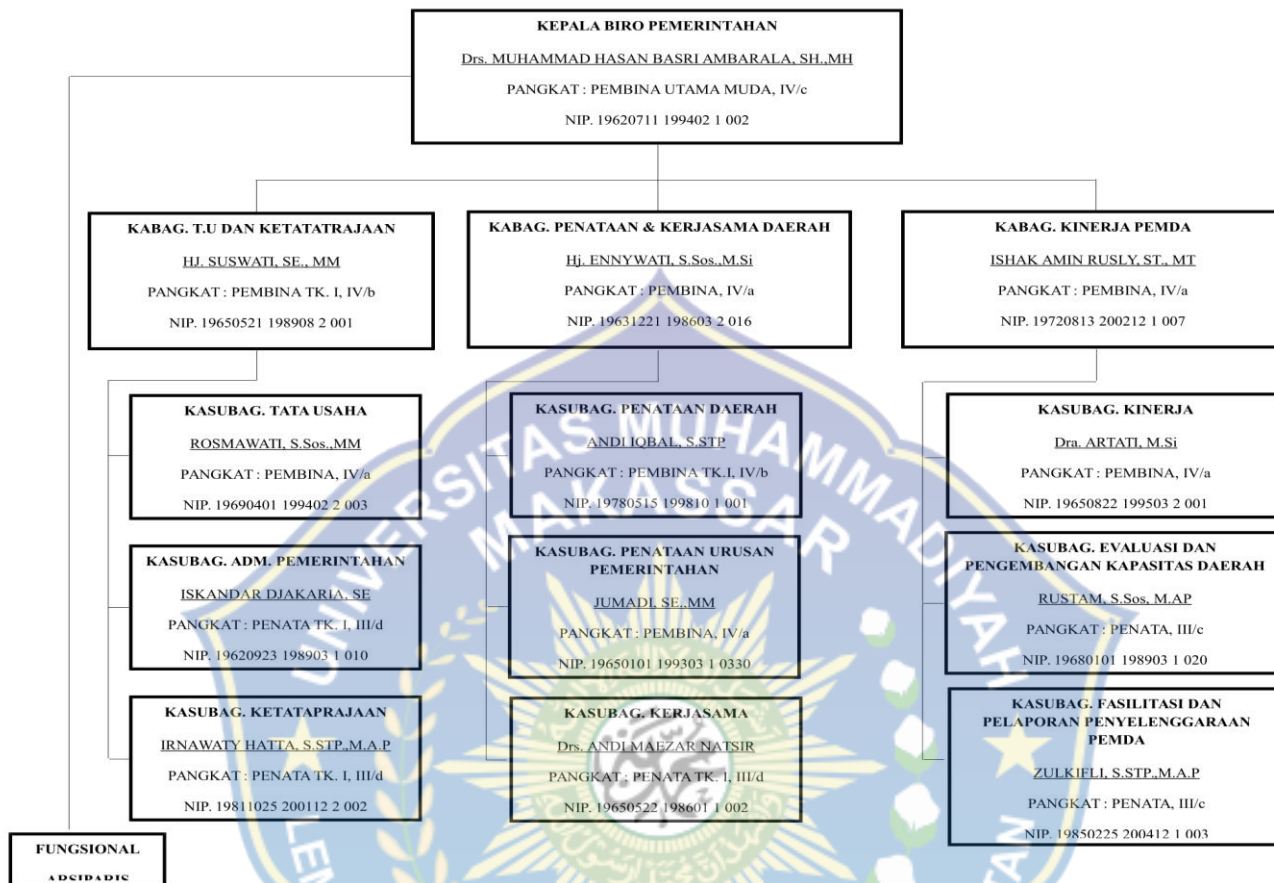 KEPALA BIRO PEMERINTAHAN
Drs. MUHAMMAD HASAN BASRI AMBARALA, SH.,MH
PANGKAT : PEMBINA UTAMA MUDA, IV/c
NIP. 19620711 199402 1 002
KABAG. T.U DAN KETATATRAJAAN
HJ. SUSWATI, SE., MM
PANGKAT : PEMBINA TK. I, IV/b
NIP. 19650521 198908 2 001
KABAG. PENATAAN & KERJASAMA DAERAH
Hj. ENNYWATI, S.Sos.,M.Si
PANGKAT : PEMBINA, IV/a
NIP. 19631221 198603 2 016
KABAG. KINERJA PEMDA
ISHAK AMIN RUSLY, ST., MT
PANGKAT : PEMBINA, IV/a
NIP. 19720813 200212 1 007
KASUBAG. TATA USAHA
ROSMAWATI, S.Sos.,MM
PANGKAT : PEMBINA, IV/a
NIP. 19690401 199402 2 003
KASUBAG. PENATAAN DAERAH
ANDI IQBAL, S.STP
PANGKAT : PEMBINA TK.I, IV/b
NIP. 19780515 199810 1 001
KASUBAG. KINERJA
Dra. ARTATI, M.Si
PANGKAT : PEMBINA, IV/a
NIP. 19650822 199503 2 001
KASUBAG. ADM. PEMERINTAHAN
ISKANDAR DJAKARIA, SE
PANGKAT : PENATA TK. I, III/d
NIP. 19620923 198903 1 010
KASUBAG. PENATAAN URUSAN
PEMERINTAHAN
JUMADI, SE.,MM
PANGKAT : PEMBINA, IV/a
NIP. 19650101 199303 1 0330
KASUBAG. EVALUASI DAN
PENGEMBANGAN KAPASITAS DAERAH
RUSTAM, S.Sos, M.AP
PANGKAT : PENATA, III/c
NIP. 19680101 198903 1 020
KASUBAG. KETATAPRAJAAN
IRNAWATY HATTA, S.STP.,M.A.P
PANGKAT : PENATA TK. I, III/d
NIP. 19811025 200112 2 002
KASUBAG. KERJASAMA
Drs. ANDI MAEZAR NATSIR
PANGKAT : PENATA TK. I, III/d
NIP. 19650522 198601 1 002
KASUBAG. FASILITASI DAN
PELAPORAN PENYELENGGARAAN
PEMDA
ZULKIFLI, S.STP.,M.A.P
PANGKAT : PENATA, III/c
NIP. 19850225 200412 1 003
FUNGSIONAL
ARSIPARIS
UNIVERSITAS MUHAMMADIYAH
MAKASSAR